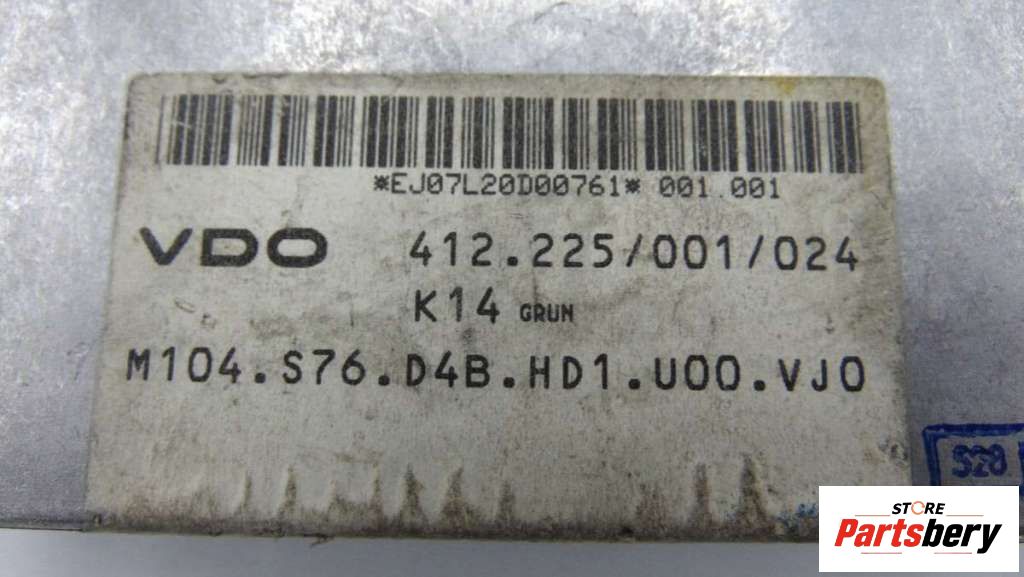 *EJ07L20D00761* 001.001
VDO 412.225/001/024
K14 GRUN
M104.S76.D4B.HD1.U00.VJ0
S28
STORE
Partsbery